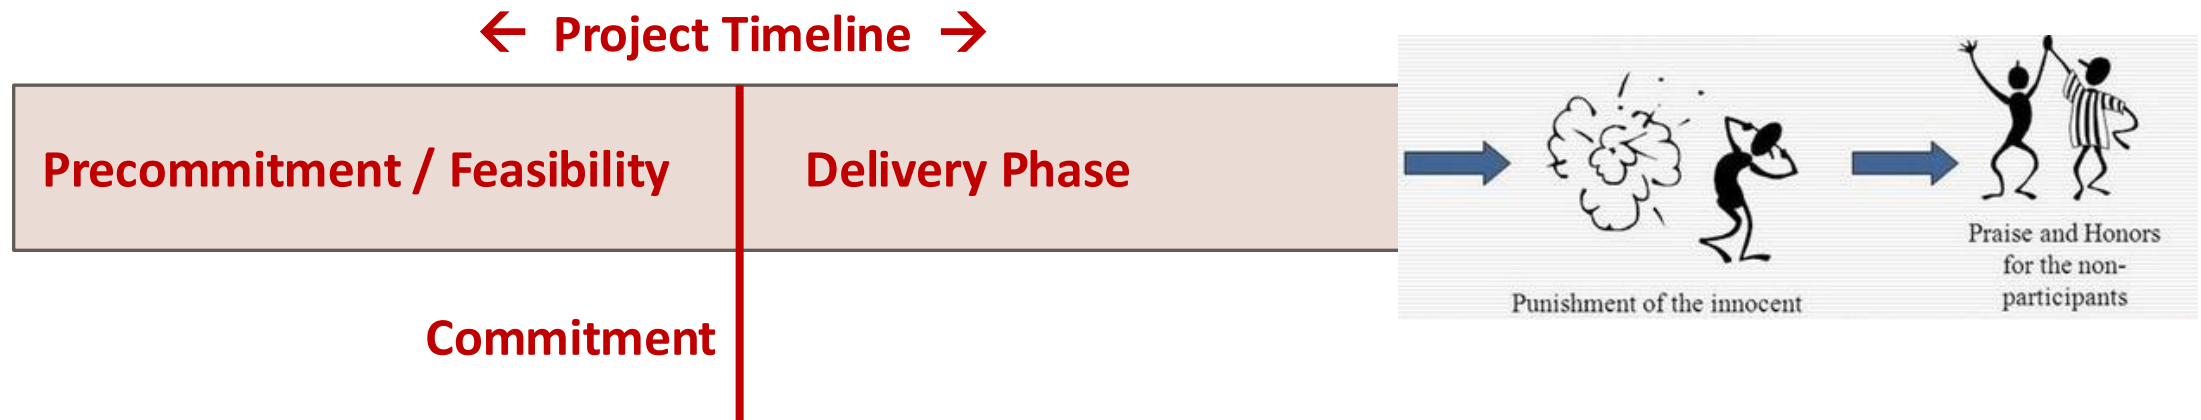 ← Project Timeline →
Precommitment / Feasibility
Delivery Phase
Commitment
Punishment of the innocent
Praise and Honors
for the non-
participants